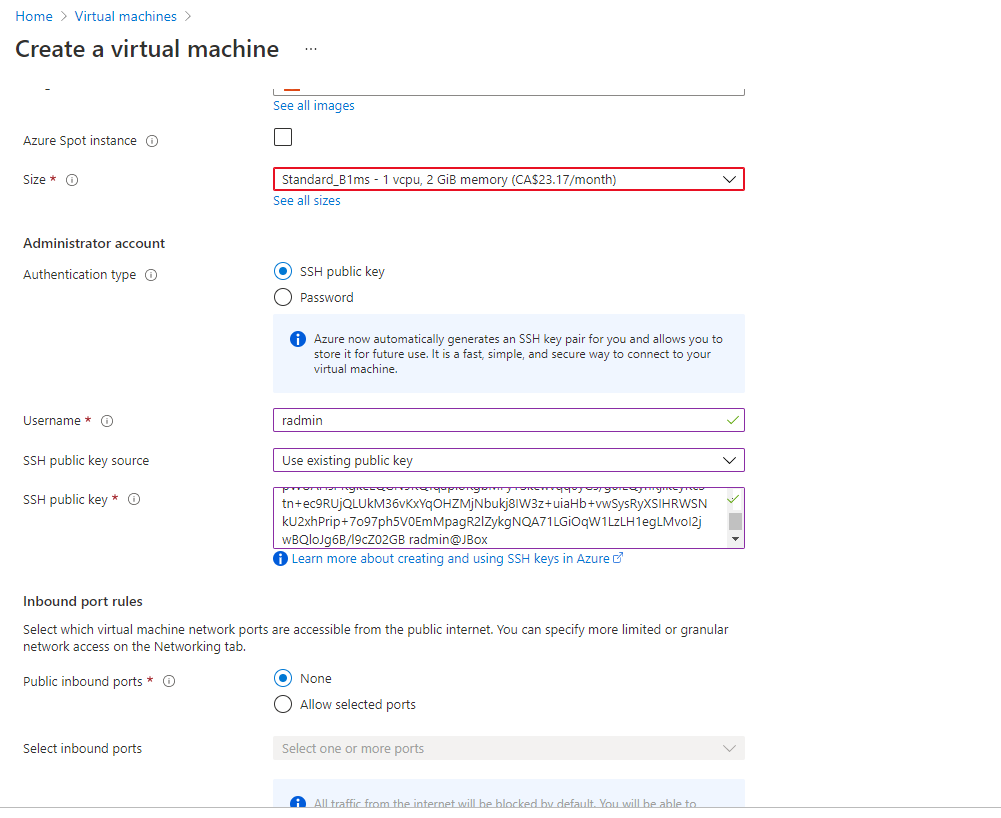 Home > Virtual machines >
Create a virtual machine ...
See all images
Azure Spot instance
Size *
Standard_B1ms - 1 vcpu, 2 GiB memory (CA$23.17/month)
See all sizes
Administrator account
Authentication type
SSH public key
Password
Azure now automatically generates an SSH key pair for you and allows you to
store it for future use. It is a fast, simple, and secure way to connect to your
virtual machine.
Username *
radmin
SSH public key source
Use existing public key
SSH public key *
tn+ec9RUjQLUkM36vKxYqOHZMjNbukj8IW3z+uiaHb+vwSysRyXSIHRWSN
kU2xhPrip+7o97ph5V0EmMpagR2lZykgNQA71LGiOqW1LzLH1egLMvoI2j
wBQloJg6B/l9cZ02GB radmin@JBox
Learn more about creating and using SSH keys in Azure
Inbound port rules
Select which virtual machine network ports are accessible from the public internet. You can specify more limited or granular
network access on the Networking tab.
Public inbound ports *
None
Allow selected ports
Select inbound ports
Select one or more ports
All traffic from the internet will be blocked by default. You will be able to